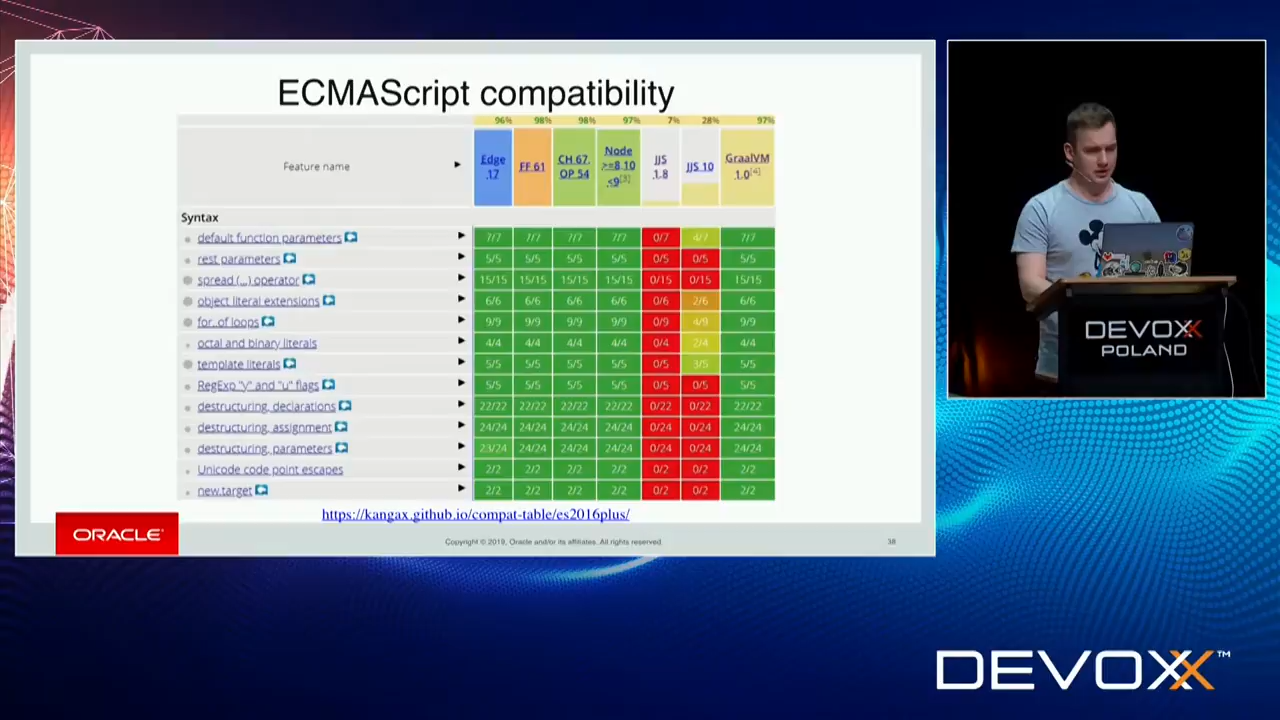 ECMAScript compatibility
96% 98% 98% 97% 7% 28% 97%
Feature name
Edge 17
FF 61
CH 67, OP 54
Node >=8.10 <9[3]
JJS 1.8
JJS 10
GraalVM 1.0[4]
Syntax
default function parameters 7/7 7/7 7/7 7/7 0/7 4/7 7/7
rest parameters 5/5 5/5 5/5 5/5 0/5 0/5 5/5
spread (...) operator 15/15 15/15 15/15 15/15 0/15 0/15 15/15
object literal extensions 6/6 6/6 6/6 6/6 0/6 2/6 6/6
for..of loops 9/9 9/9 9/9 9/9 0/9 4/9 9/9
octal and binary literals 4/4 4/4 4/4 4/4 0/4 2/4 4/4
template literals 5/5 5/5 5/5 5/5 0/5 3/5 5/5
RegExp "y" and "u" flags 5/5 5/5 5/5 5/5 0/5 0/5 5/5
destructuring, declarations 22/22 22/22 22/22 22/22 0/22 0/22 22/22
destructuring, assignment 24/24 24/24 24/24 24/24 0/24 0/24 24/24
destructuring, parameters 23/24 24/24 24/24 24/24 0/24 0/24 24/24
Unicode code point escapes 2/2 2/2 2/2 2/2 0/2 0/2 2/2
new.target 2/2 2/2 2/2 2/2 0/2 0/2 2/2
https://kangax.github.io/compat-table/es2016plus/
ORACLE
Copyright © 2019, Oracle and/or its affiliates. All rights reserved.
38
DEVOXX
POLAND
DEVOXX™